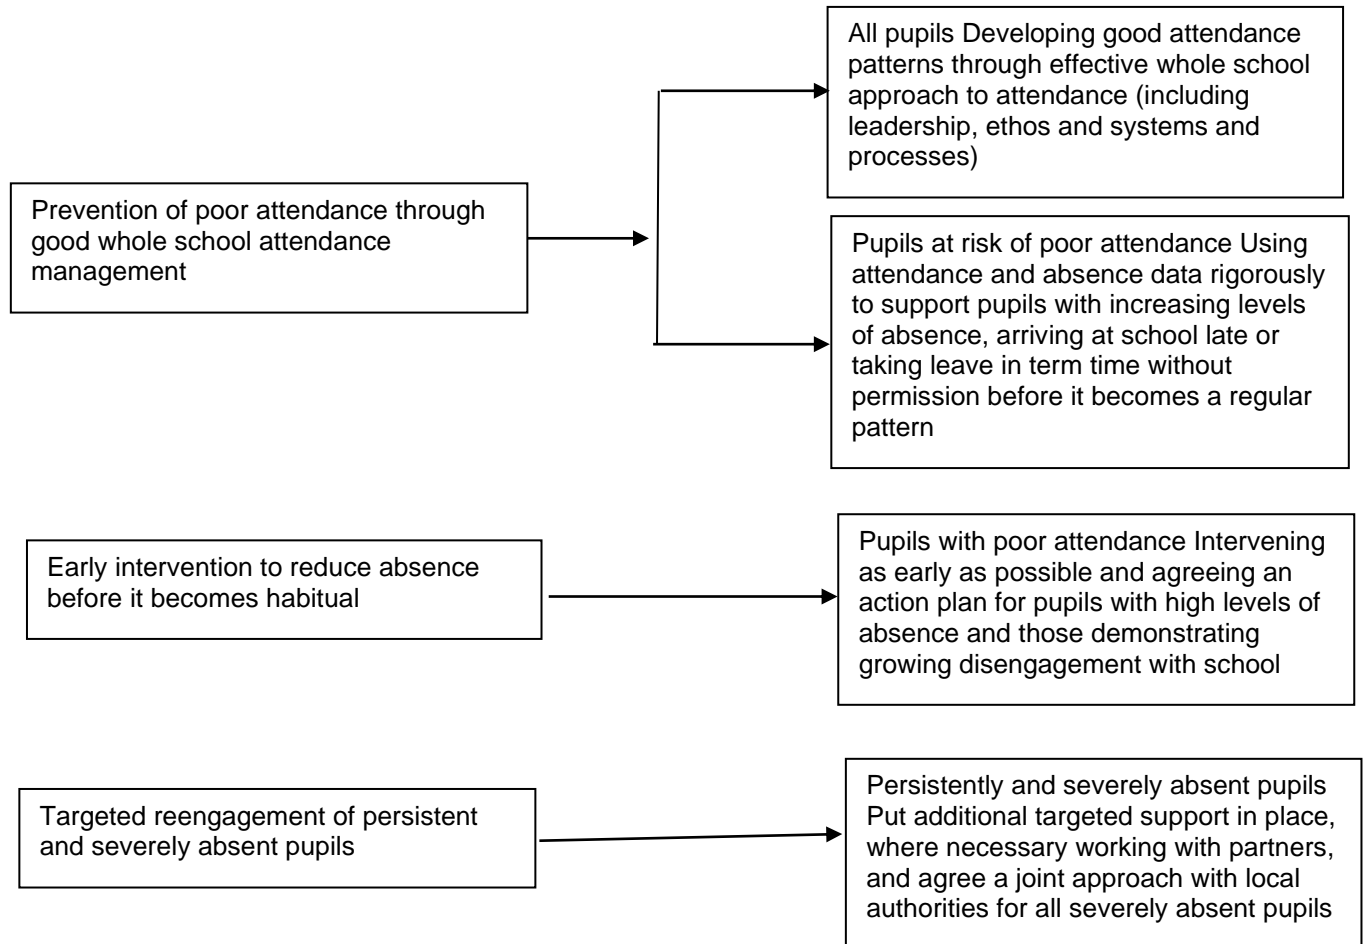 Prevention of poor attendance through
good whole school attendance
management
All pupils Developing good attendance
patterns through effective whole school
approach to attendance (including
leadership, ethos and systems and
processes)
Pupils at risk of poor attendance Using
attendance and absence data rigorously
to support pupils with increasing levels
of absence, arriving at school late or
taking leave in term time without
permission before it becomes a regular
pattern
Early intervention to reduce absence
before it becomes habitual
Pupils with poor attendance Intervening
as early as possible and agreeing an
action plan for pupils with high levels of
absence and those demonstrating
growing disengagement with school
Targeted reengagement of persistent
and severely absent pupils
Persistently and severely absent pupils
Put additional targeted support in place,
where necessary working with partners,
and agree a joint approach with local
authorities for all severely absent pupils